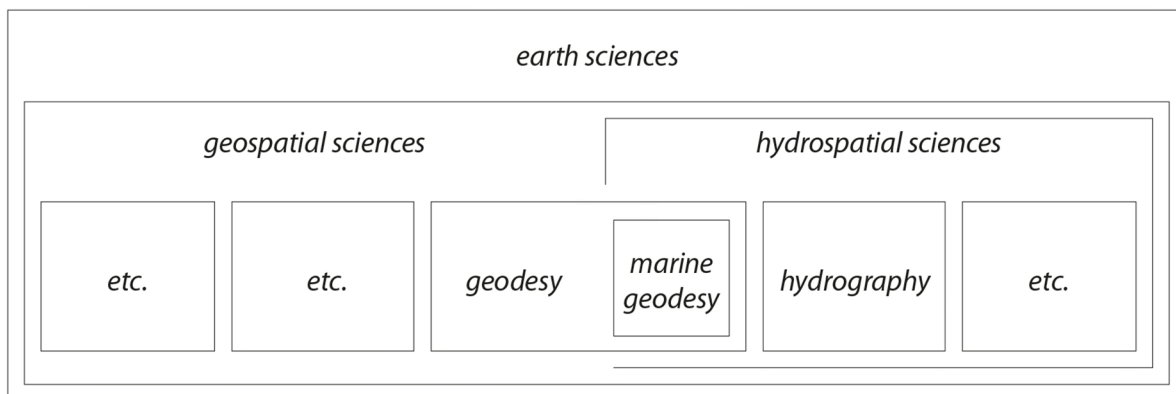 earth sciences
geospatial sciences
hydrospatial sciences
etc.
etc.
geodesy
marine
geodesy
hydrography
etc.